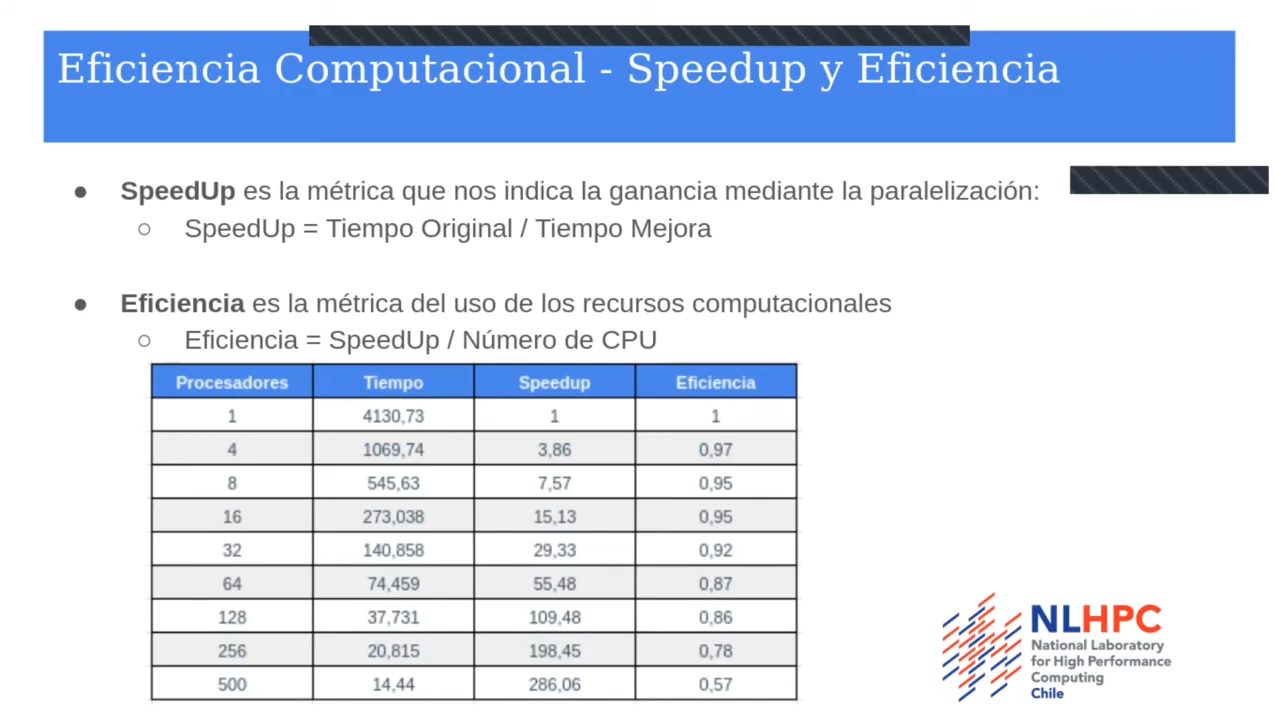 Eficiencia Computacional - Speedup y Eficiencia
● SpeedUp es la métrica que nos indica la ganancia mediante la paralelización:
○ SpeedUp = Tiempo Original / Tiempo Mejora
● Eficiencia es la métrica del uso de los recursos computacionales
○ Eficiencia = SpeedUp / Número de CPU
Procesadores Tiempo Speedup Eficiencia
1 4130,73 1 1
4 1069,74 3,86 0,97
8 545,63 7,57 0,95
16 273,038 15,13 0,95
32 140,858 29,33 0,92
64 74,459 55,48 0,87
128 37,731 109,48 0,86
256 20,815 198,45 0,78
500 14,44 286,06 0,57
NLHPC
National Laboratory
for High Performance
Computing
Chile